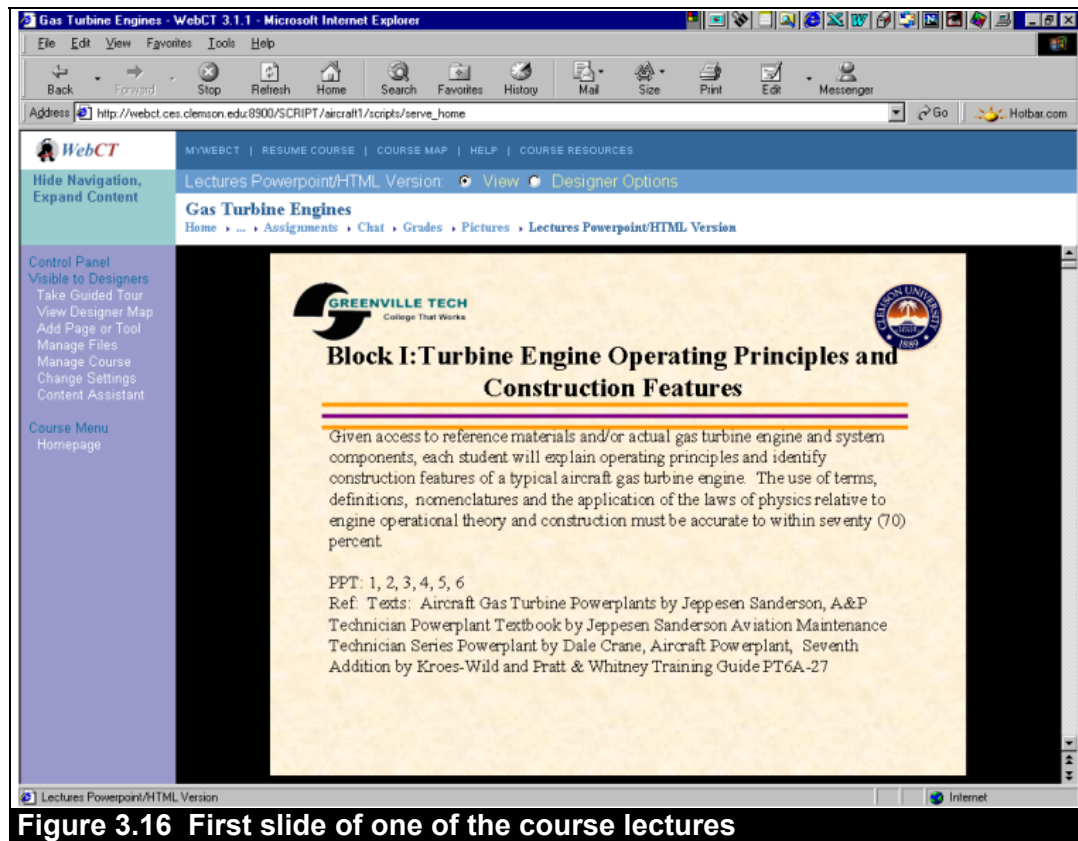 Gas Turbine Engines - WebCT 3.1.1 - Microsoft Internet Explorer
File Edit View Favorites Tools Help
Back Forward Stop Refresh Home Search Favorites History Mail Size Print Edit Messenger
Address http://webct.ces.clemson.edu:8900/SCRIPT/aircraft1/scripts/serve_home Go Hotbar.com
WebCT
MYWEBCT | RESUME COURSE | COURSE MAP | HELP | COURSE RESOURCES
Hide Navigation,
Expand Content
Lectures Powerpoint/HTML Version: View Designer Options
Gas Turbine Engines
Home ... Assignments Chat Grades Pictures Lectures Powerpoint/HTML Version
Control Panel
Visible to Designers
Take Guided Tour
View Designer Map
Add Page or Tool
Manage Files
Manage Course
Change Settings
Content Assistant
Course Menu
Homepage
GREENVILLE TECH
College That Works
Block I:Turbine Engine Operating Principles and
Construction Features
Given access to reference materials and/or actual gas turbine engine and system
components, each student will explain operating principles and identify
construction features of a typical aircraft gas turbine engine. The use of terms,
definitions, nomenclatures and the application of the laws of physics relative to
engine operational theory and construction must be accurate to within seventy (70)
percent.
PPT: 1, 2, 3, 4, 5, 6
Ref: Texts: Aircraft Gas Turbine Powerplants by Jeppesen Sanderson, A&P
Technician Powerplant Textbook by Jeppesen Sanderson Aviation Maintenance
Technician Series Powerplant by Dale Crane, Aircraft Powerplant, Seventh
Addition by Kroes-Wild and Pratt & Whitney Training Guide PT6A-27
Lectures Powerpoint/HTML Version
Internet
Figure 3.16 First slide of one of the course lectures